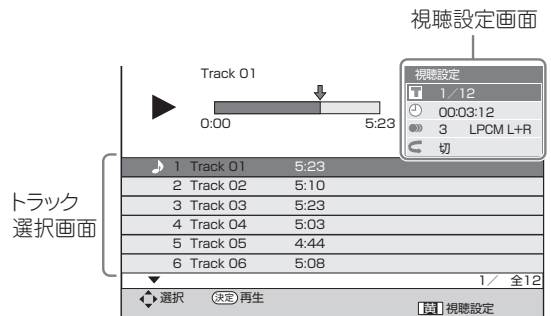 視聴設定画面
Track 01
0:00 5:23
視聴設定
T 1/12
00:03:12
3 LPCM L+R
切
トラック
選択画面
1 Track 01 5:23
2 Track 02 5:10
3 Track 03 5:23
4 Track 04 5:03
5 Track 05 4:44
6 Track 06 5:08
1/ 全12
選択 決定 再生
視聴設定